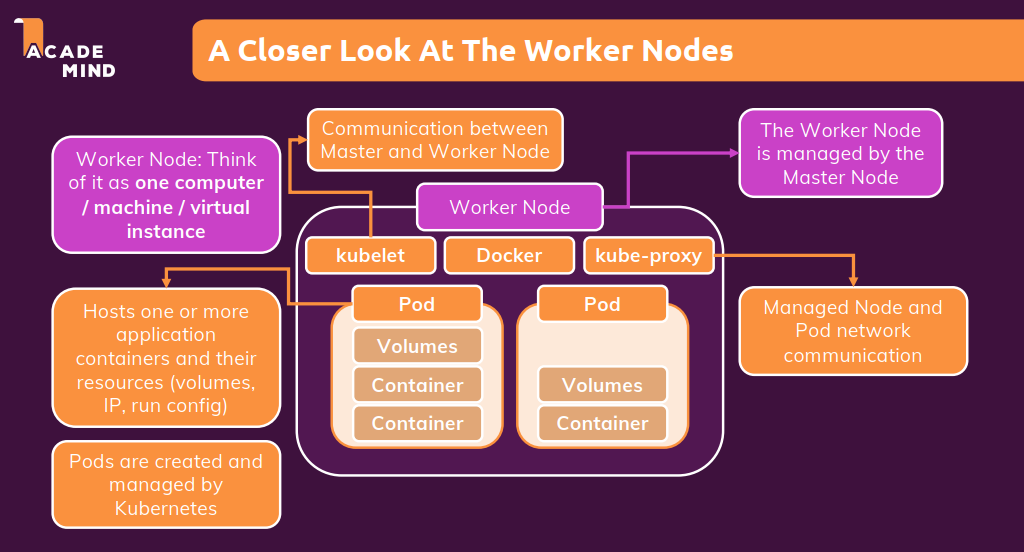 ACADE
MIND
A Closer Look At The Worker Nodes
Worker Node: Think
of it as one computer
/ machine / virtual
instance
Communication between
Master and Worker Node
The Worker Node
is managed by the
Master Node
Worker Node
kubelet
Docker
kube-proxy
Hosts one or more
application
containers and their
resources (volumes,
IP, run config)
Pod
Volumes
Container
Container
Pod
Volumes
Container
Managed Node and
Pod network
communication
Pods are created and
managed by
Kubernetes